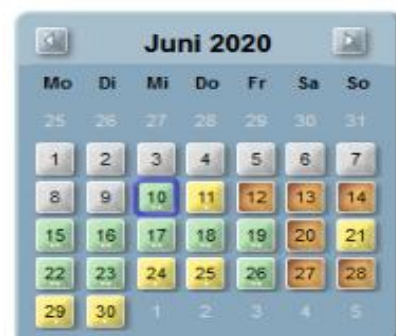 Juni 2020
Mo Di Mi Do Fr Sa So
25 26 27 28 29 30 31
1 2 3 4 5 6 7
8 9 10 11 12 13 14
15 16 17 18 19 20 21
22 23 24 25 26 27 28
29 30 1 2 3 4 5